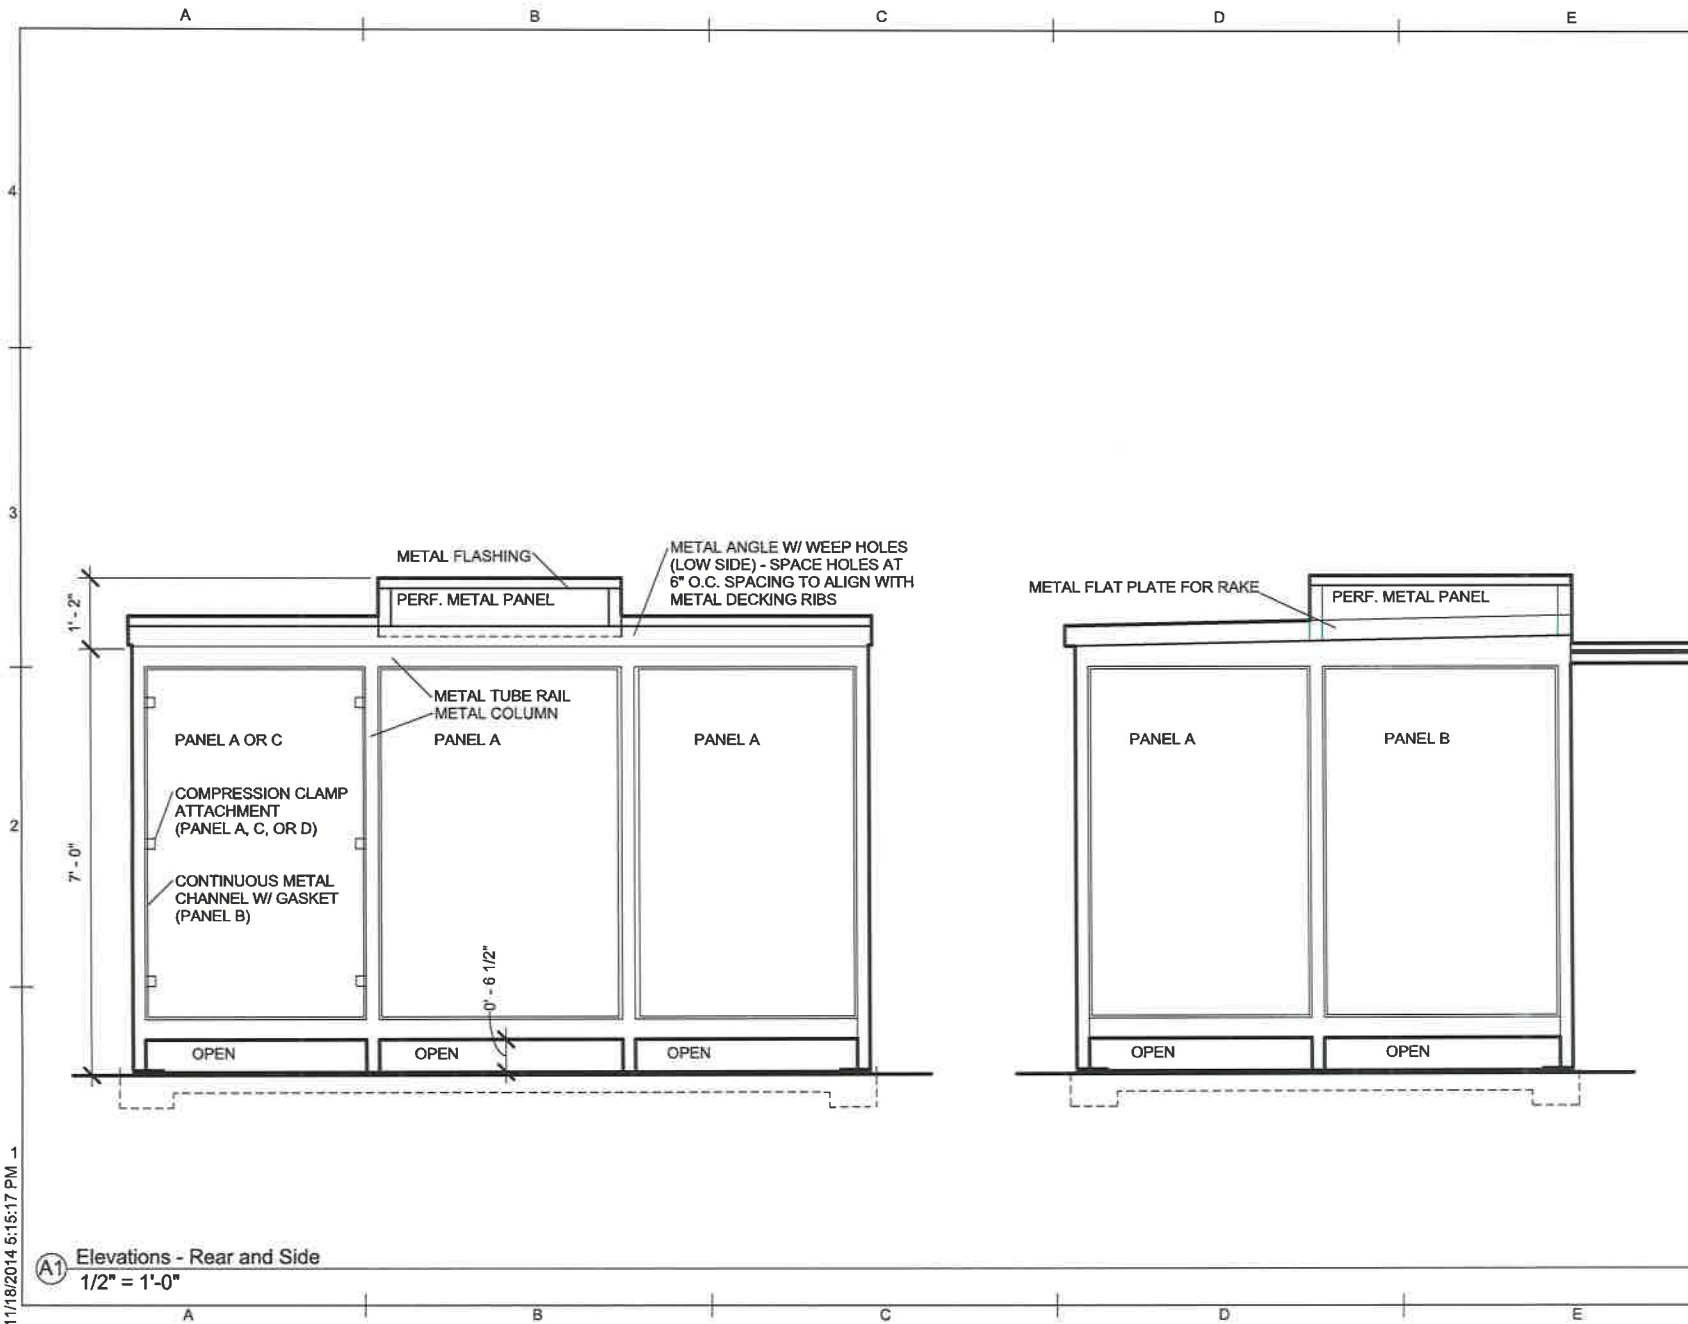 A B C D E
4
3
2
1
METAL FLASHING
PERF. METAL PANEL
METAL ANGLE W/ WEEP HOLES
(LOW SIDE) - SPACE HOLES AT
6" O.C. SPACING TO ALIGN WITH
METAL DECKING RIBS
1' - 2"
METAL TUBE RAIL
METAL COLUMN
PANEL A OR C
PANEL A
PANEL A
COMPRESSION CLAMP
ATTACHMENT
(PANEL A, C, OR D)
7' - 0"
CONTINUOUS METAL
CHANNEL W/ GASKET
(PANEL B)
0' - 6 1/2"
OPEN
OPEN
OPEN
METAL FLAT PLATE FOR RAKE
PERF. METAL PANEL
PANEL A
PANEL B
OPEN
OPEN
11/18/2014 5:15:17 PM
A1
Elevations - Rear and Side
1/2" = 1'-0"
A B C D E